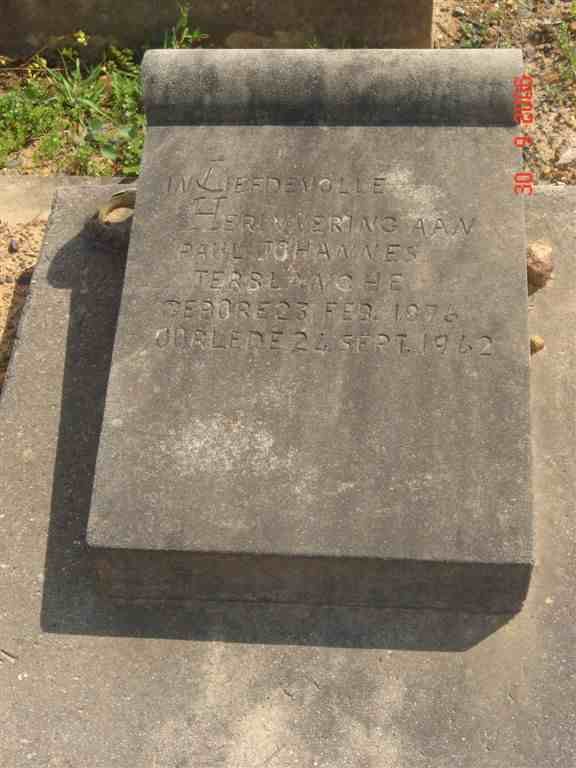 IN LIEFDEVOLLE
HERINNERING AAN
PAUL JOHANNES
TERBLANCHE
GEBORE 23 FEB. 1876
OORLEDE 24 SEPT. 1962
30 9 2006